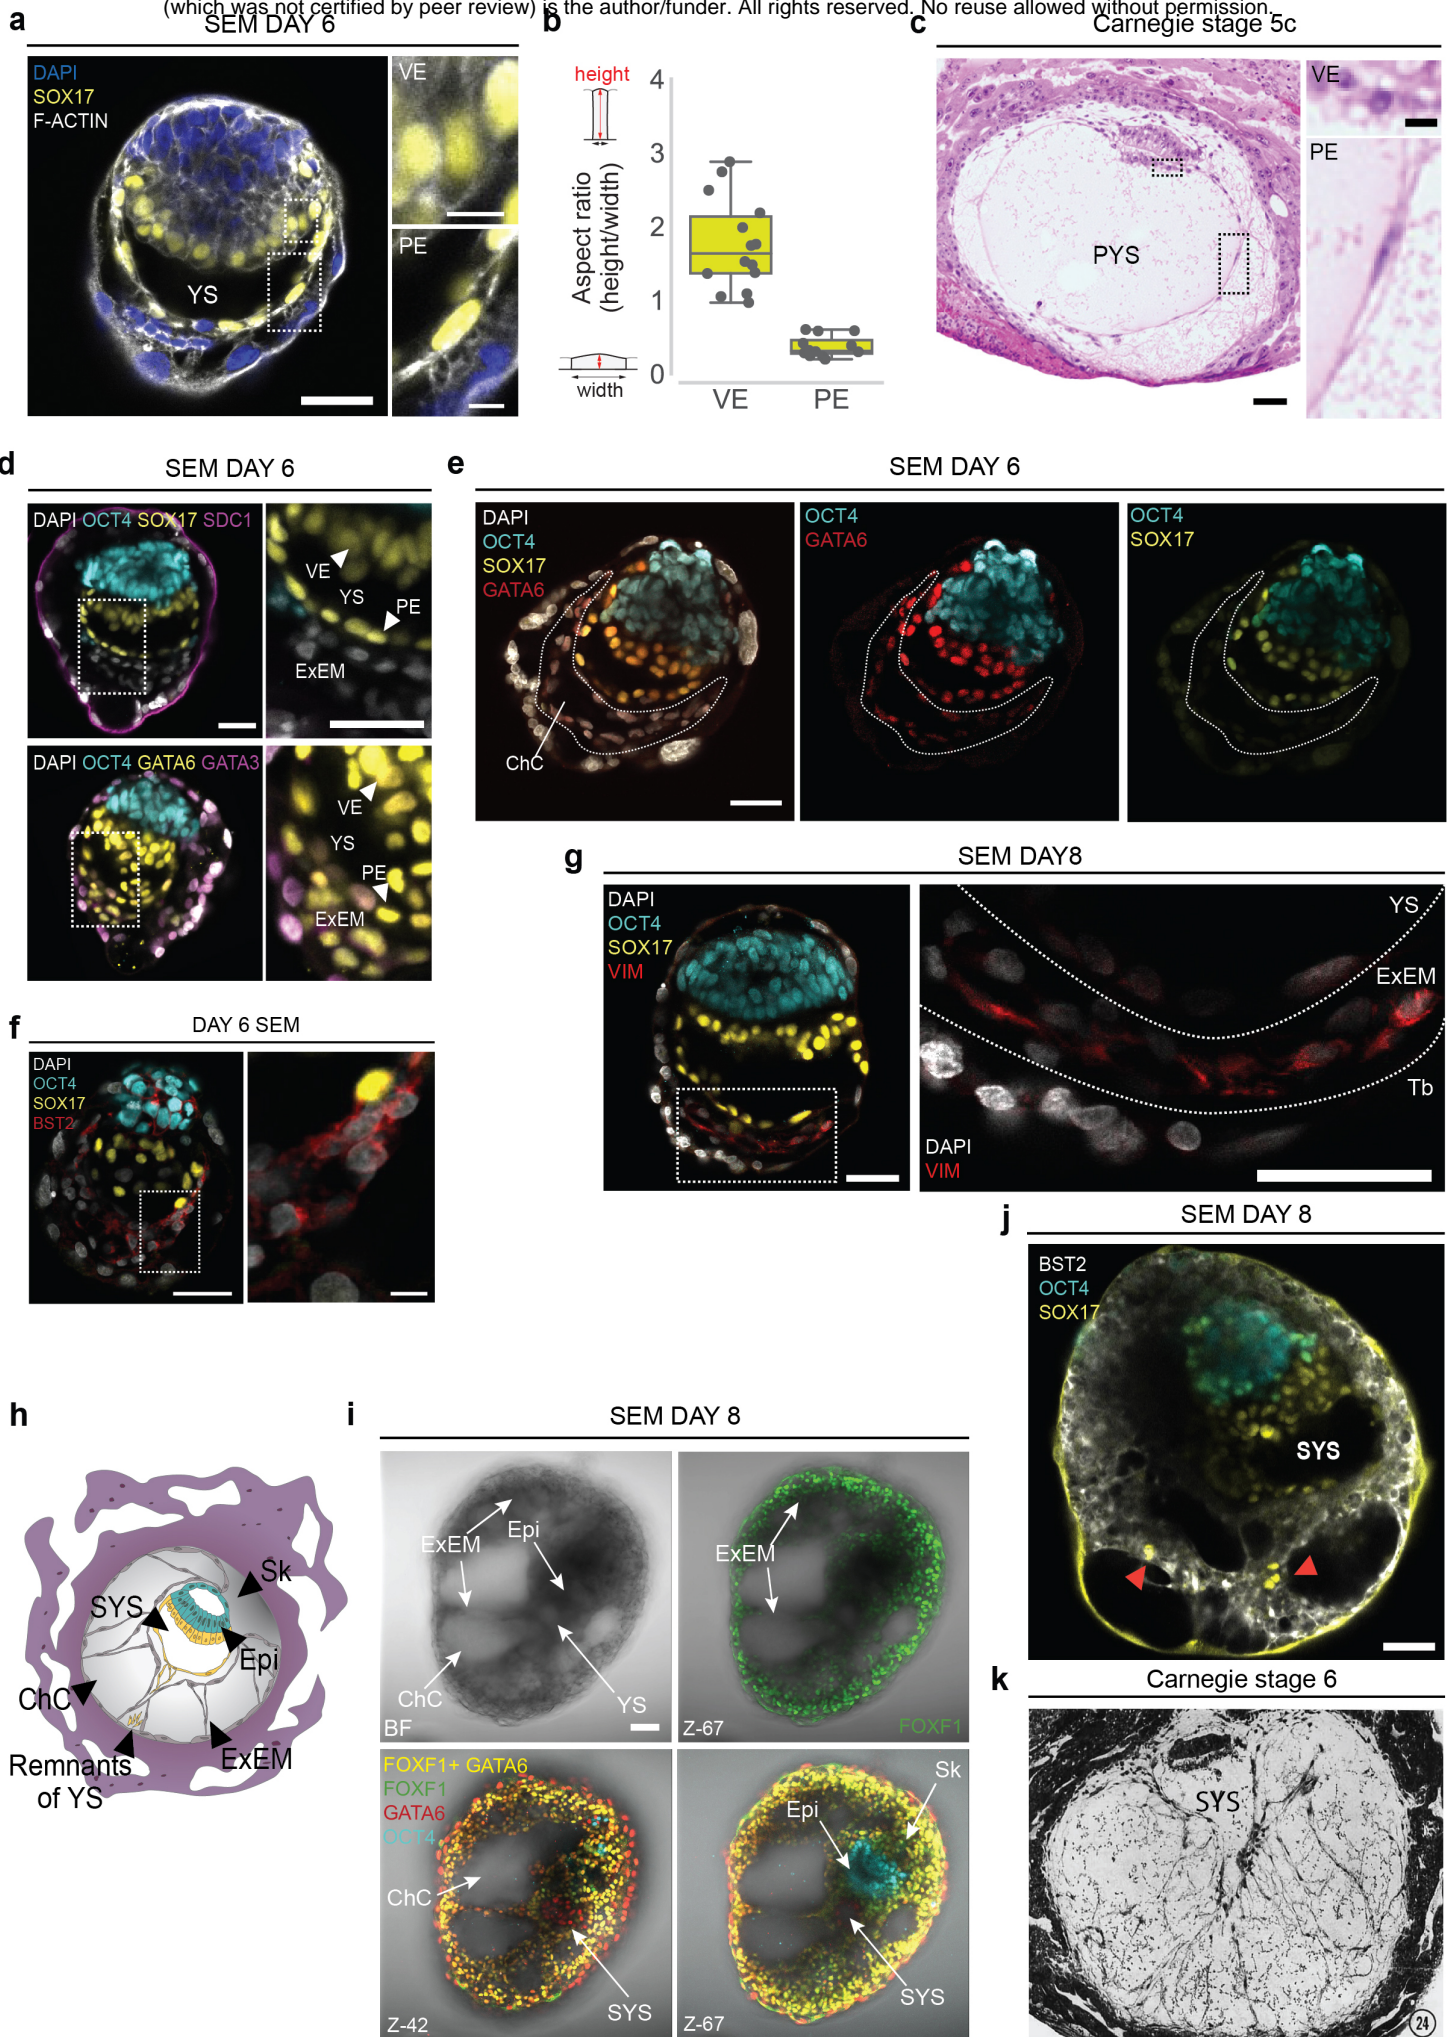 (which was not certified by peer review) is the author/funder. All rights reserved. No reuse allowed without permission.
a
SEM DAY 6
DAPI
SOX17
F-ACTIN
YS
VE
PE
b
height
Aspect ratio
(height/width)
width
4
3
2
1
0
VE
PE
c
Carnegie stage 5c
PYS
VE
PE
d
SEM DAY 6
DAPI OCT4 SOX17 SDC1
VE
YS
PE
ExEM
DAPI OCT4 GATA6 GATA3
VE
YS
PE
ExEM
e
SEM DAY 6
DAPI
OCT4
SOX17
GATA6
ChC
OCT4
GATA6
OCT4
SOX17
f
DAY 6 SEM
DAPI
OCT4
SOX17
BST2
g
SEM DAY8
DAPI
OCT4
SOX17
VIM
YS
ExEM
Tb
DAPI
VIM
h
Sk
SYS
Epi
ChC
ExEM
Remnants
of YS
i
SEM DAY 8
ExEM
Epi
ChC
YS
BF
ExEM
Z-67
FOXF1
FOXF1+ GATA6
FOXF1
GATA6
OCT4
ChC
SYS
Z-42
Sk
Epi
SYS
Z-67
j
SEM DAY 8
BST2
OCT4
SOX17
SYS
k
Carnegie stage 6
SYS
24